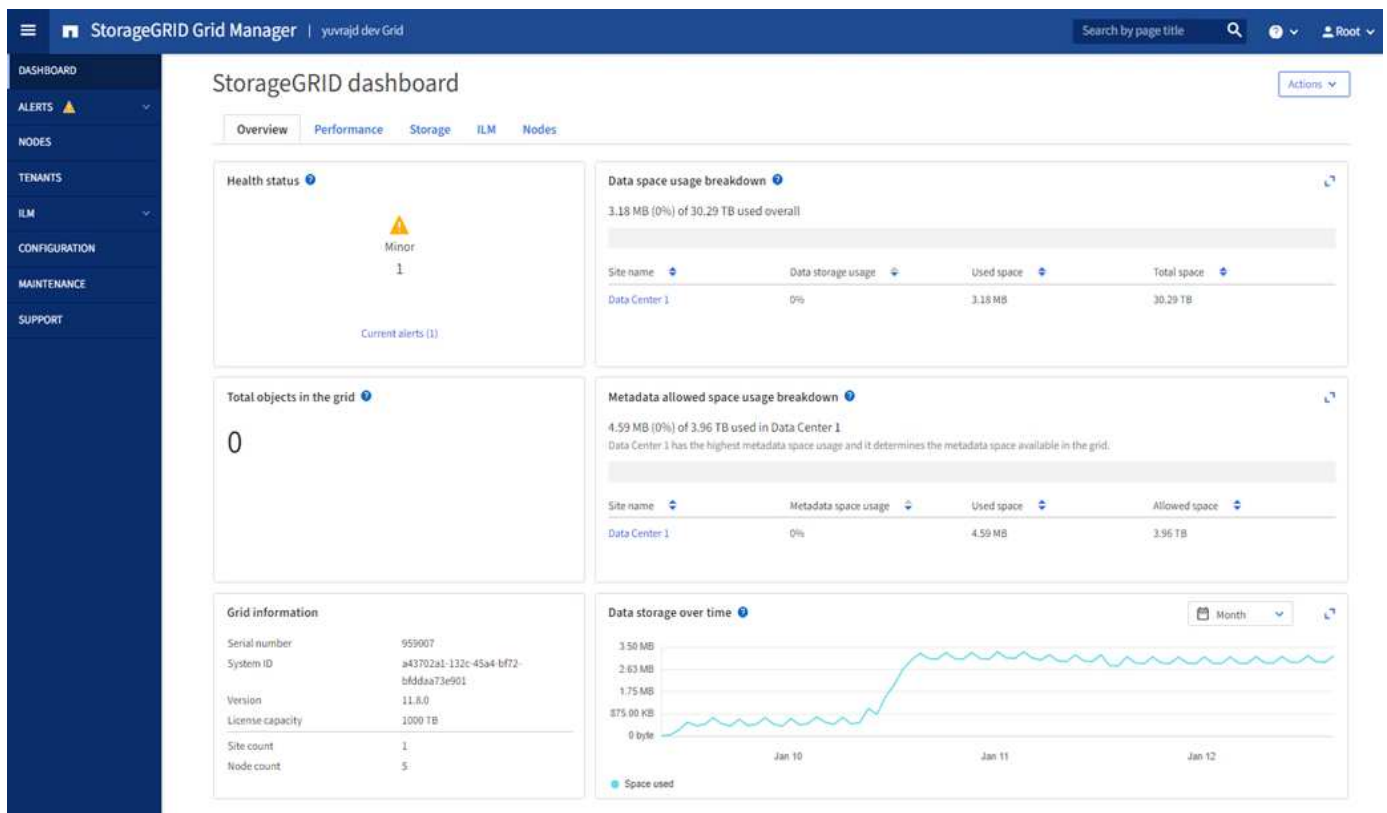 StorageGRID Grid Manager | yuvrajd dev Grid
Search by page title
Root
DASHBOARD
ALERTS
NODES
TENANTS
ILM
CONFIGURATION
MAINTENANCE
SUPPORT
StorageGRID dashboard
Actions
Overview Performance Storage ILM Nodes
Health status
Minor
1
Current alerts (1)
Data space usage breakdown
3.18 MB (0%) of 30.29 TB used overall
Site name Data storage usage Used space Total space
Data Center 1 0% 3.18 MB 30.29 TB
Total objects in the grid
0
Metadata allowed space usage breakdown
4.59 MB (0%) of 3.96 TB used in Data Center 1
Data Center 1 has the highest metadata space usage and it determines the metadata space available in the grid.
Site name Metadata space usage Used space Allowed space
Data Center 1 0% 4.59 MB 3.96 TB
Grid information
Serial number 959007
System ID a43702a1-132c-45a4-bf72-
bfddaa73e901
Version 11.8.0
License capacity 1000 TB
Site count 1
Node count 5
Data storage over time
Month
3.50 MB
2.63 MB
1.75 MB
875.00 KB
0 byte
Jan 10 Jan 11 Jan 12
Space used